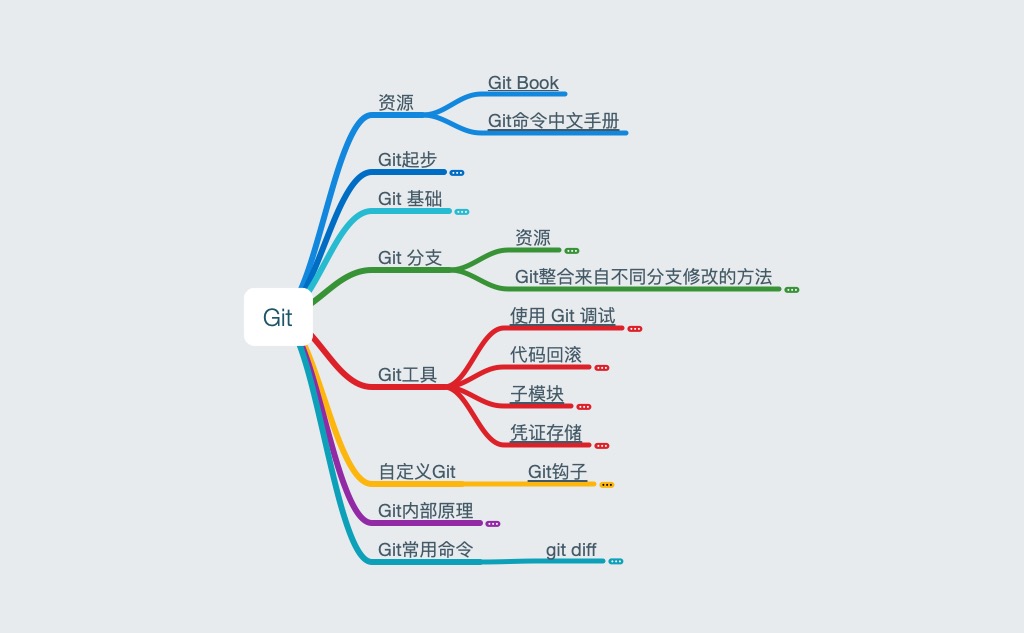 资源
Git Book
Git命令中文手册
Git起步
Git 基础
Git 分支
资源
Git整合来自不同分支修改的方法
Git
Git工具
使用 Git 调试
代码回滚
子模块
凭证存储
自定义Git
Git钩子
Git内部原理
Git常用命令
git diff